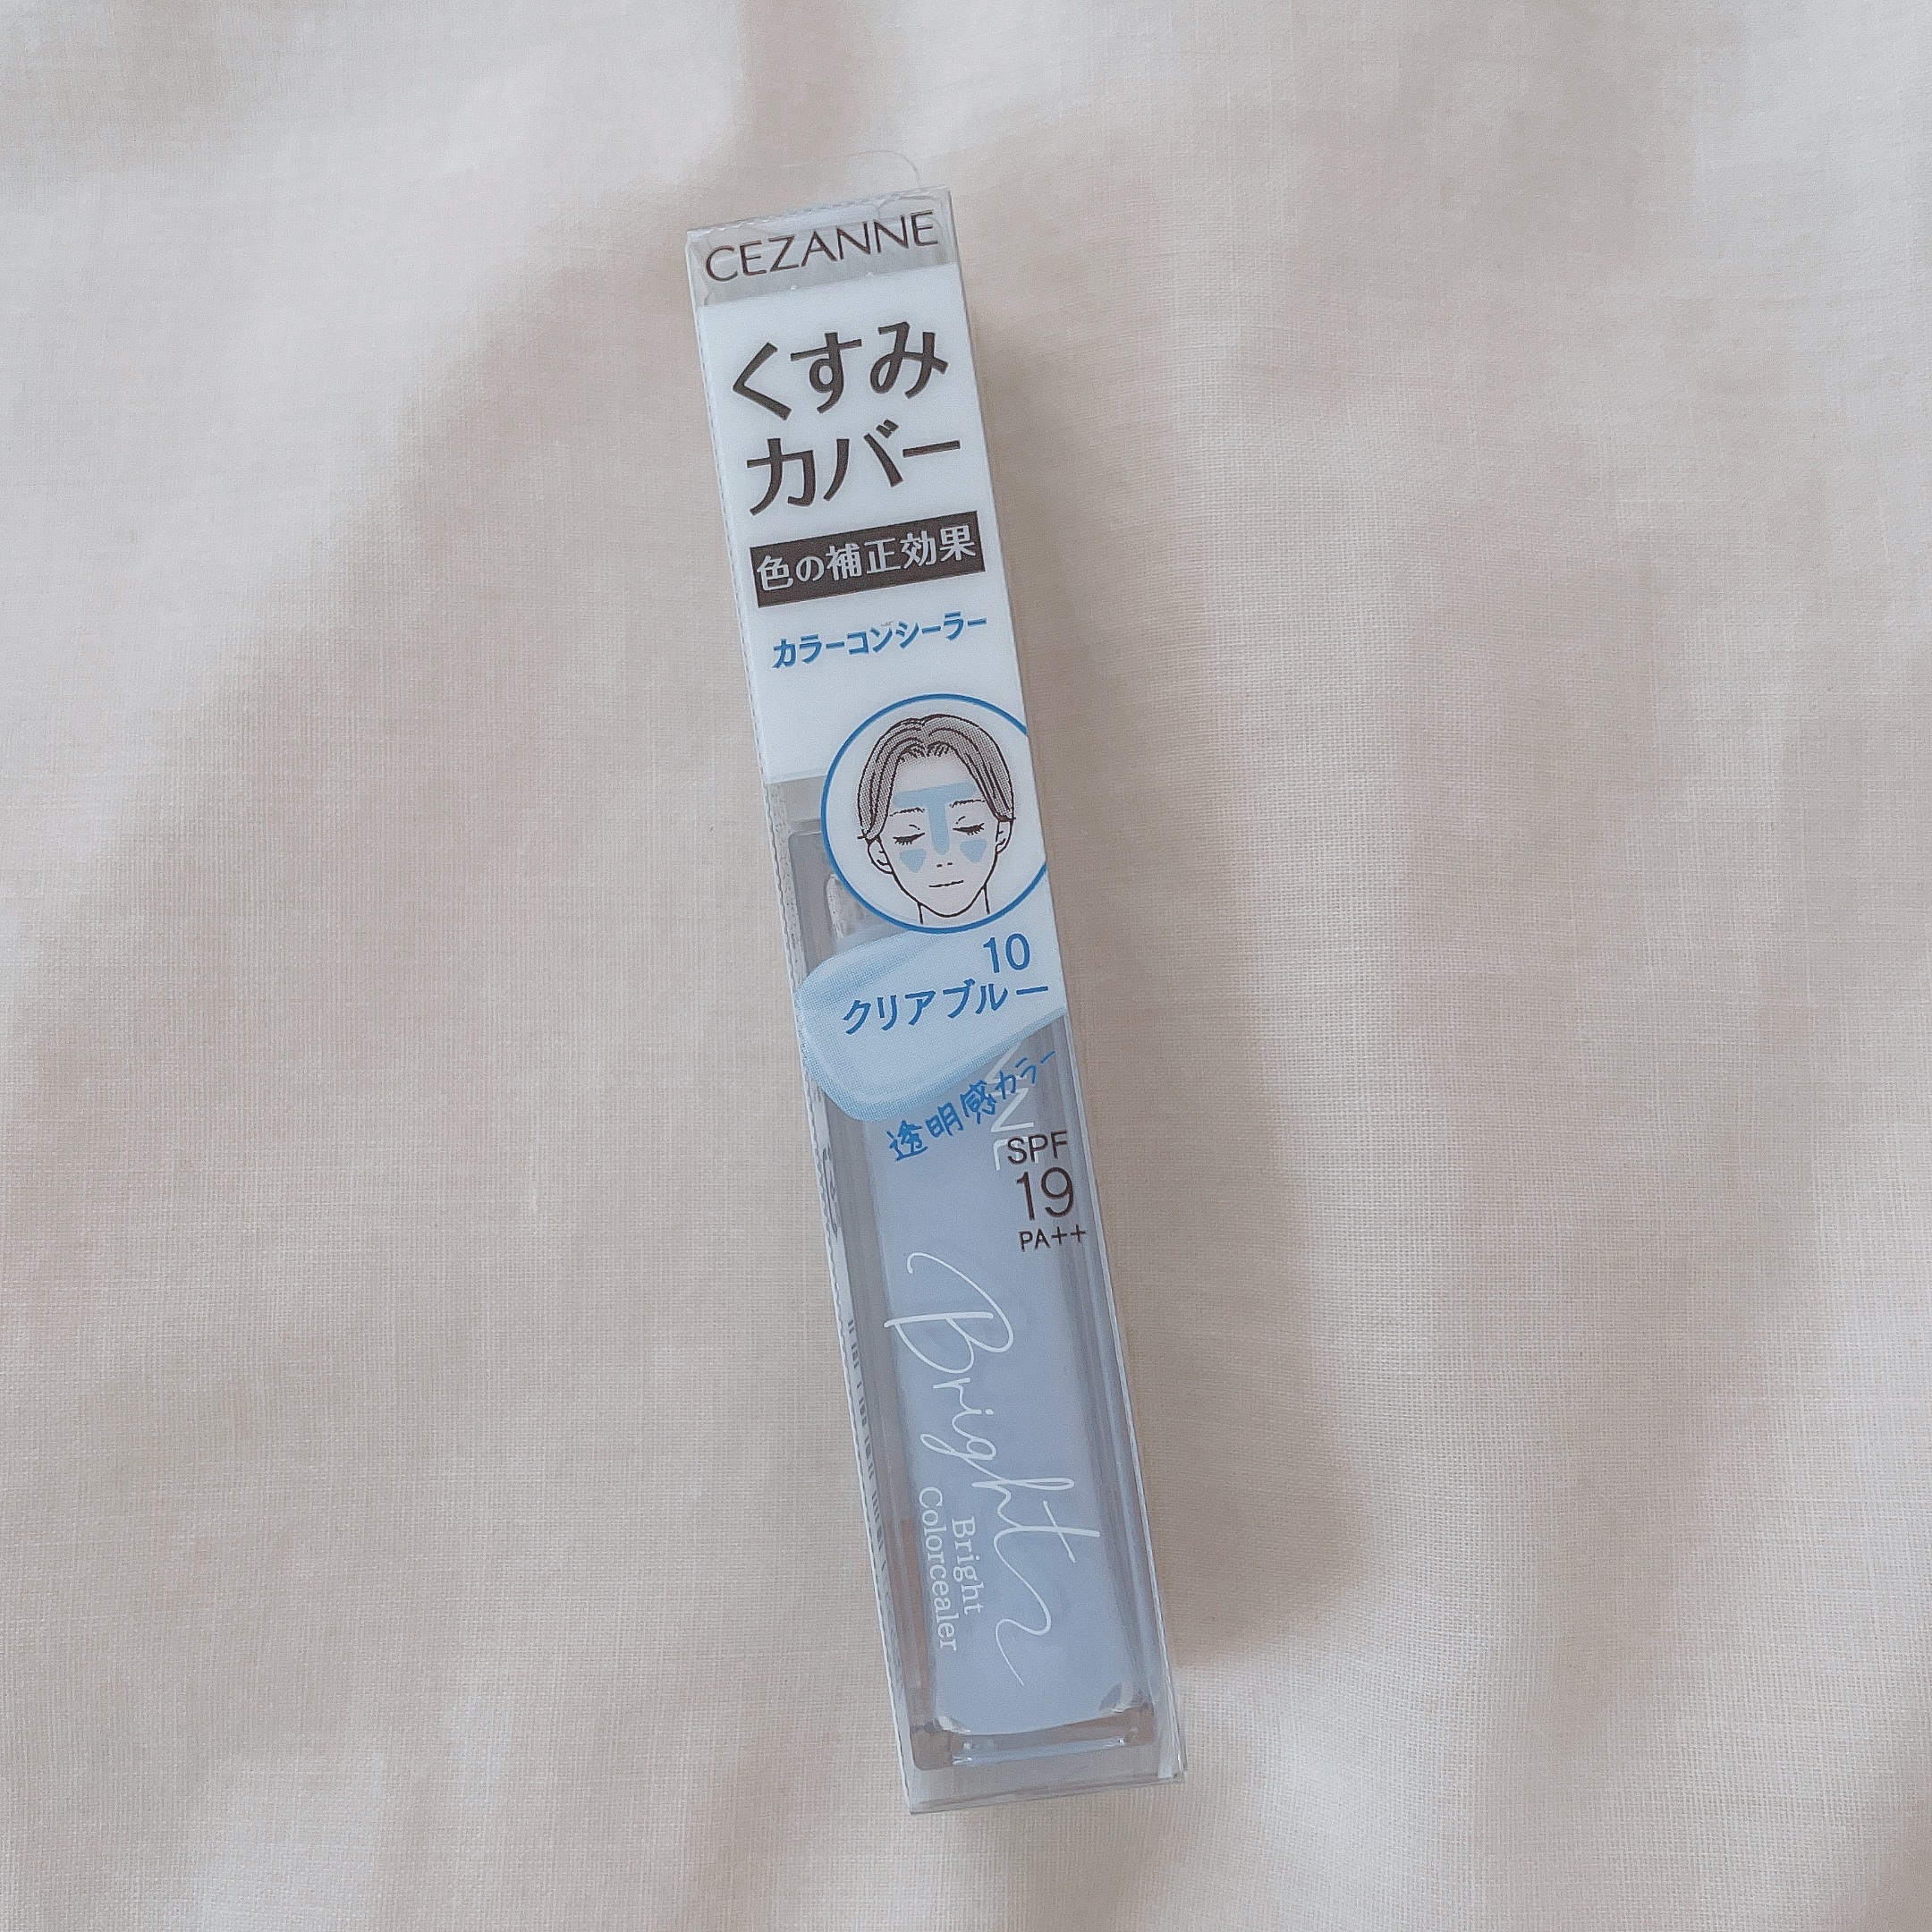 CEZANNE
くすみ
カバー
色の補正効果
カラーコンシーラー
10
クリアブルー
透明感カラー
SPF
19
PA++
Bright
Bright
Colorcealer